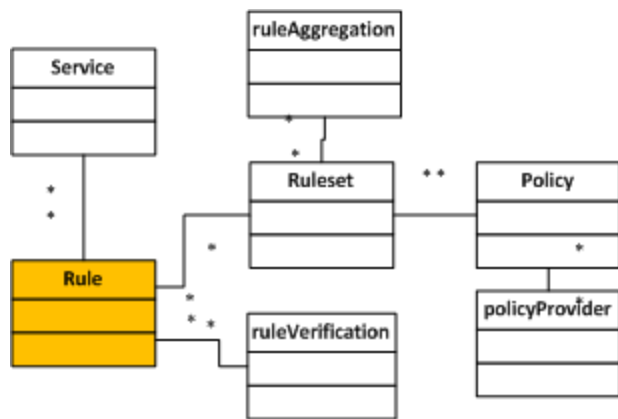 ruleAggregation
Service
*
*
Ruleset
* *
Policy
*
*
*
*
Rule
*
*
policyProvider
* *
ruleVerification